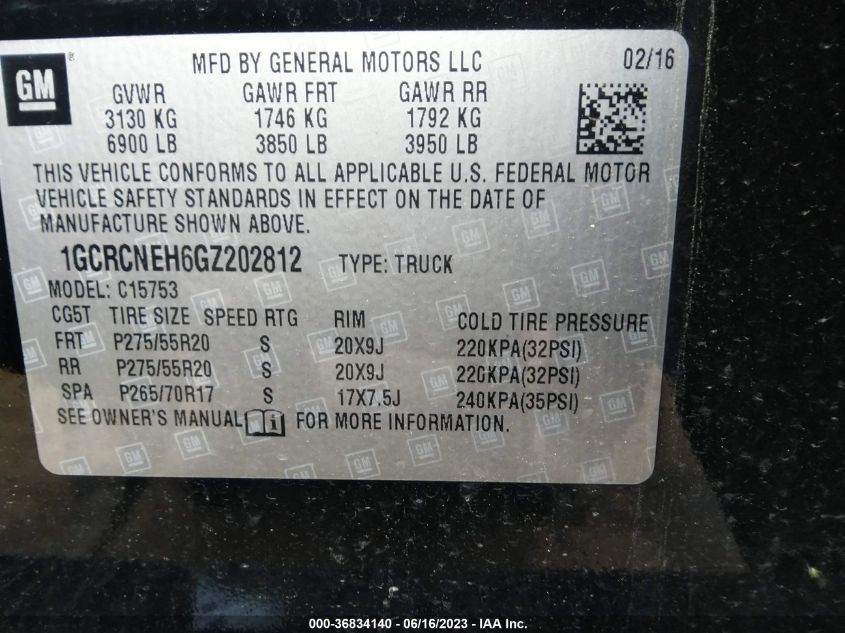 GM
®
MFD BY GENERAL MOTORS LLC 02/16
GVWR GAWR FRT GAWR RR
3130 KG 1746 KG 1792 KG
6900 LB 3850 LB 3950 LB
THIS VEHICLE CONFORMS TO ALL APPLICABLE U.S. FEDERAL MOTOR
VEHICLE SAFETY STANDARDS IN EFFECT ON THE DATE OF
MANUFACTURE SHOWN ABOVE.
1GCRCNEH6GZ202812 TYPE: TRUCK
MODEL: C15753
CG5T TIRE SIZE SPEED RTG RIM COLD TIRE PRESSURE
FRT P275/55R20 S 20X9J 220KPA(32PSI)
RR P275/55R20 S 20X9J 220KPA(32PSI)
SPA P265/70R17 S 17X7.5J 240KPA(35PSI)
SEE OWNER'S MANUAL FOR MORE INFORMATION.
000-36834140 - 06/16/2023 - IAA Inc.